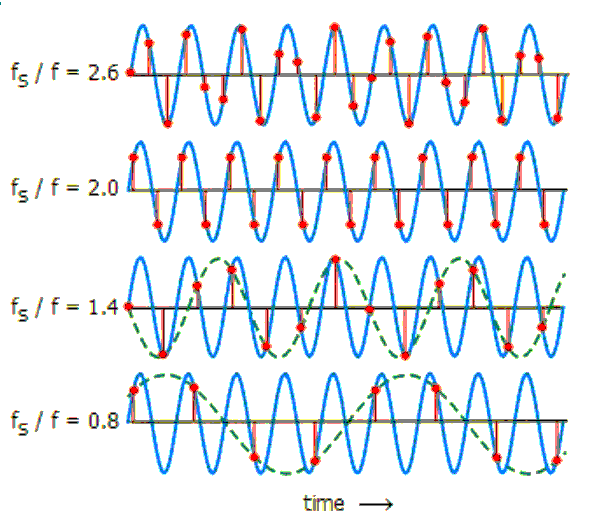 fS / f = 2.6
fS / f = 2.0
fS / f = 1.4
fS / f = 0.8
time →